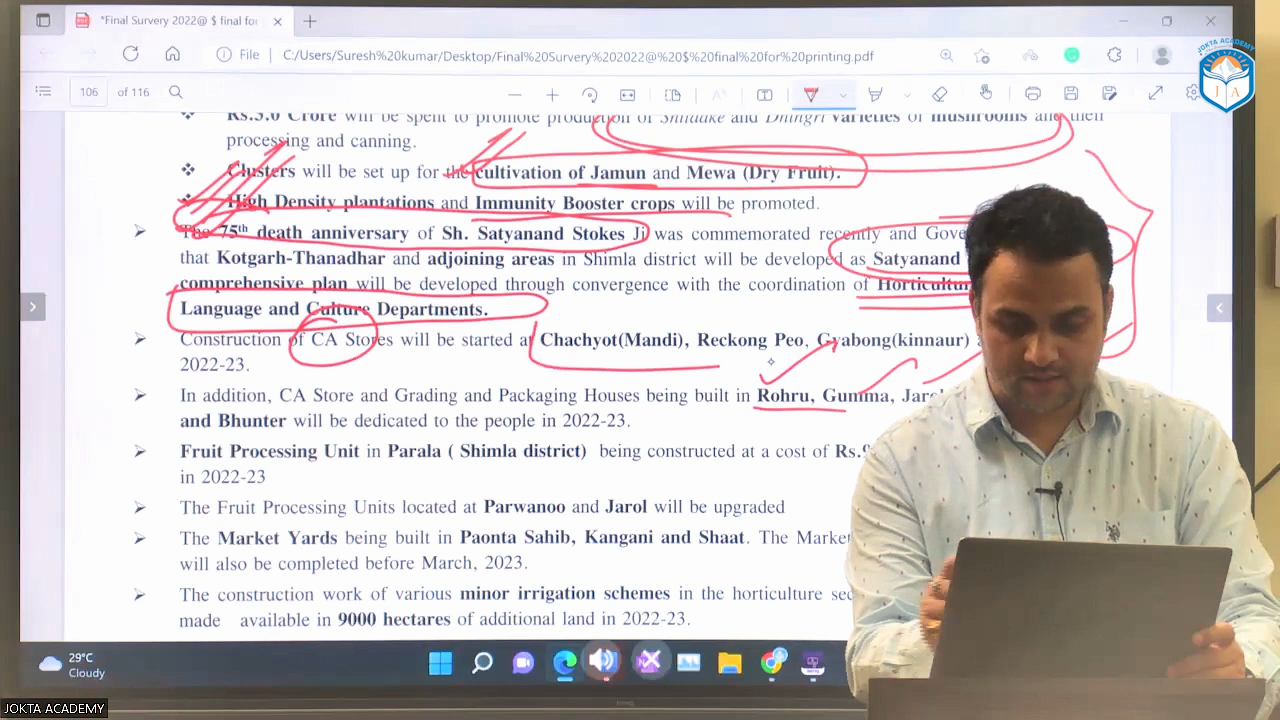 *Final Survery 2022@ $ final for
File C:/Users/Suresh%20kumar/Desktop/Final%20Survery%202022@%20$%20final%20for%20printing.pdf
JOKTA ACADEMY
J A
106 of 116
Rs.5.0 Crore will be spent to promote production of Shiitake and Dhingri varieties of mushrooms and their
processing and canning.
Clusters will be set up for the cultivation of Jamun and Mewa (Dry Fruit).
High Density plantations and Immunity Booster crops will be promoted.
The 75th death anniversary of Sh. Satyanand Stokes Ji was commemorated recently and
that Kotgarh-Thanadhar and adjoining areas in Shimla district will be developed as Satyanand
comprehensive plan will be developed through convergence with the coordination of
Language and Culture Departments.
Construction of CA Stores will be started at Chachyot(Mandi), Reckong Peo, Gyabong(kinnaur)
2022-23.
In addition, CA Store and Grading and Packaging Houses being built in Rohru, Gumma,
and Bhunter will be dedicated to the people in 2022-23.
Fruit Processing Unit in Parala ( Shimla district) being constructed at a cost of
in 2022-23
The Fruit Processing Units located at Parwanoo and Jarol will be upgraded
The Market Yards being built in Paonta Sahib, Kangani and Shaat. The Market
will also be completed before March, 2023.
The construction work of various minor irrigation schemes in the horticulture
made available in 9000 hectares of additional land in 2022-23.
29°C
Cloudy
JOKTA ACADEMY